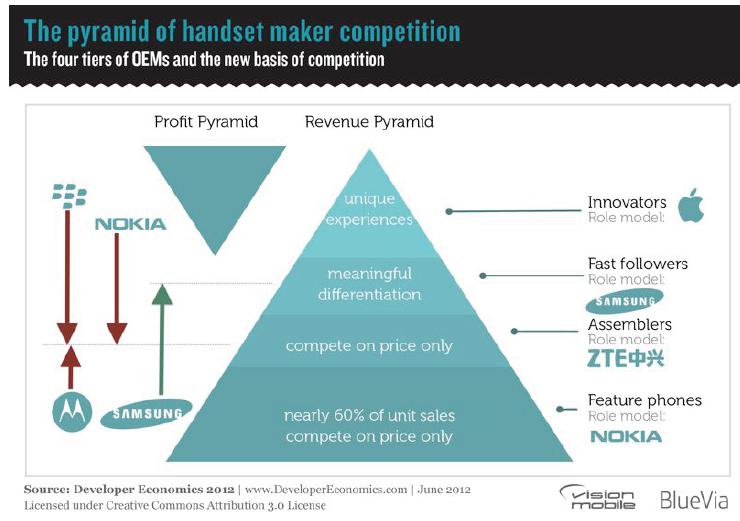 The pyramid of handset maker competition
The four tiers of OEMs and the new basis of competition
Profit Pyramid
Revenue Pyramid
NOKIA
SAMSUNG
unique
experiences
meaningful
differentiation
compete on price only
nearly 60% of unit sales
compete on price only
Innovators
Role model:
Fast followers
Role model:
SAMSUNG
Assemblers
Role model:
ZTE中兴
Feature phones
Role model:
NOKIA
Source: Developer Economics 2012 | www.DeveloperEconomics.com | June 2012
Licensed under Creative Commons Attribution 3.0 License
vision
mobile
BlueVia